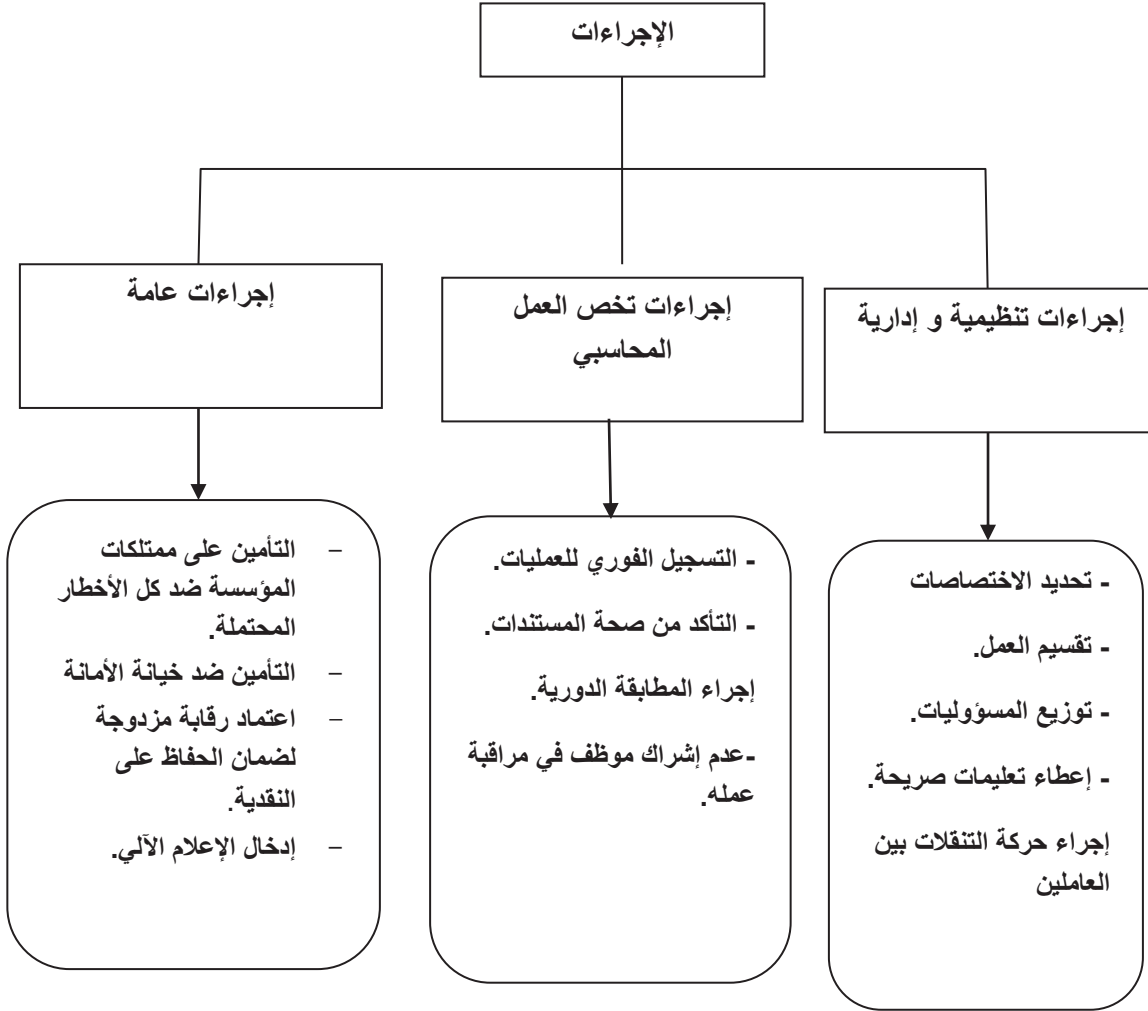 الإجراءات
إجراءات تنظيمية و إدارية
إجراءات تخص العمل
المحاسبي
إجراءات عامة
- تحديد الاختصاصات
- تقسيم العمل.
- توزيع المسؤوليات.
- إعطاء تعليمات صريحة.
إجراء حركة التنقلات بين
العاملين
- التسجيل الفوري للعمليات.
- التأكد من صحة المستندات.
إجراء المطابقة الدورية.
-عدم إشراك موظف في مراقبة
عمله.
– التأمين على ممتلكات
المؤسسة ضد كل الأخطار
المحتملة.
– التأمين ضد خيانة الأمانة
– اعتماد رقابة مزدوجة
لضمان الحفاظ على
النقدية.
– إدخال الإعلام الآلي.